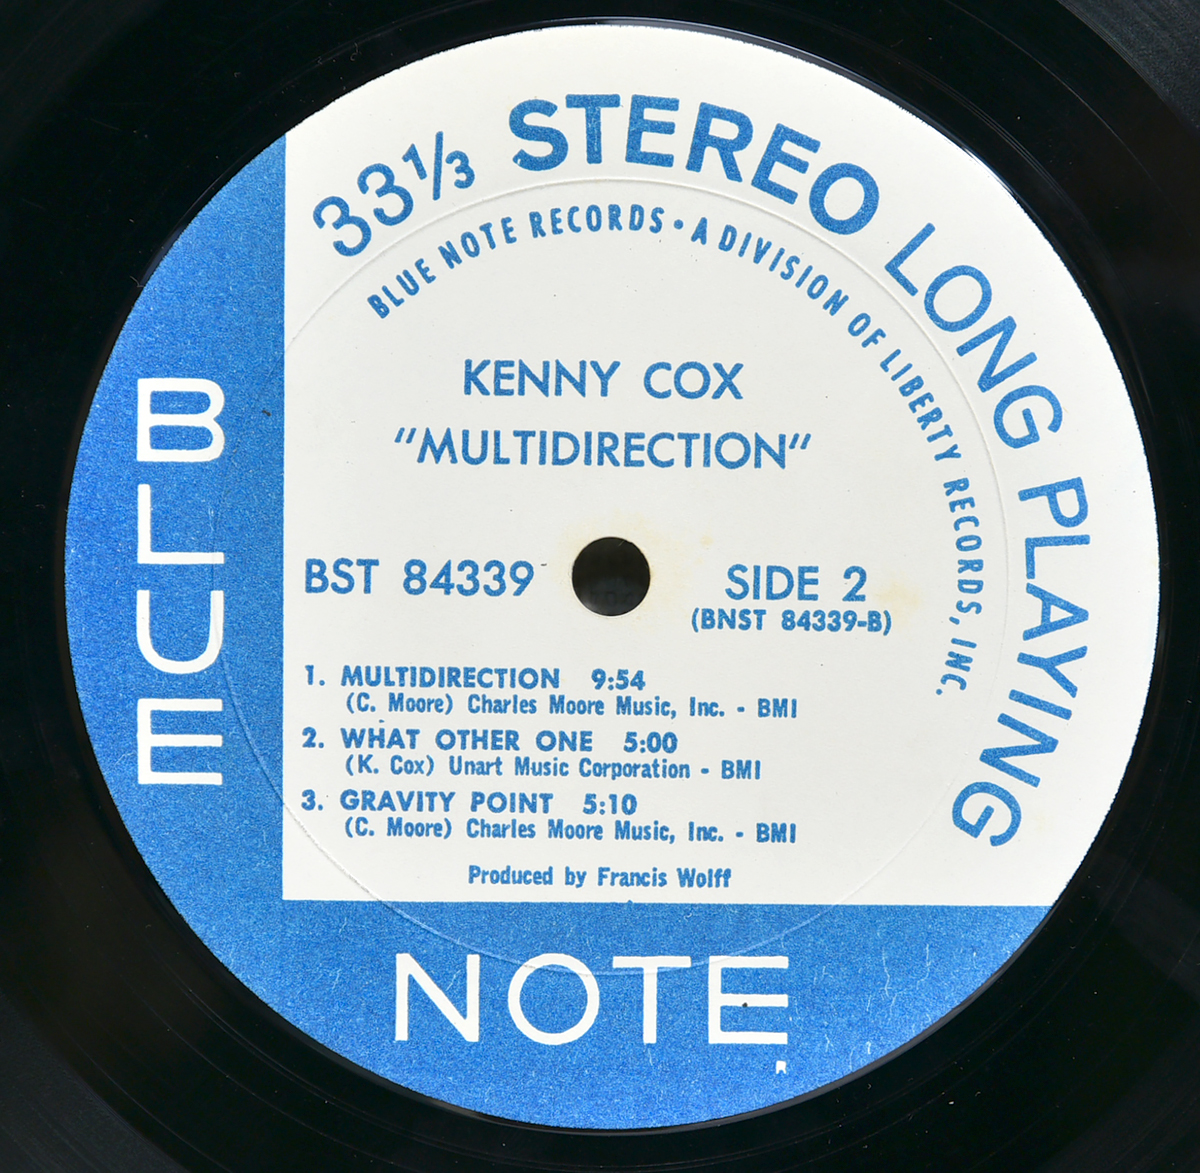 33⅓ STEREO LONG PLAYING
BLUE NOTE RECORDS • A DIVISION OF LIBERTY RECORDS, INC.
KENNY COX
"MULTIDIRECTION"
BST 84339
SIDE 2
(BNST 84339-B)
1. MULTIDIRECTION 9:54
(C. Moore) Charles Moore Music, Inc. - BMI
2. WHAT OTHER ONE 5:00
(K. Cox) Unart Music Corporation - BMI
3. GRAVITY POINT 5:10
(C. Moore) Charles Moore Music, Inc. - BMI
Produced by Francis Wolff
BLUE
NOTE
R